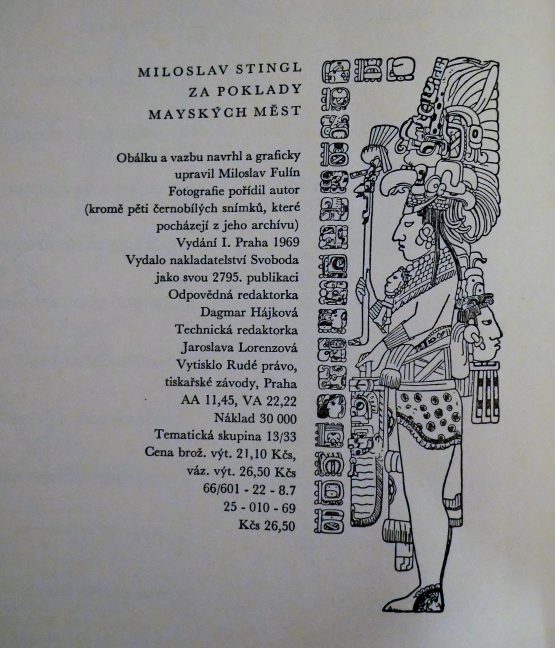 MILOSLAV STINGL
ZA POKLADY
MAYSKÝCH MĚST
Obálku a vazbu navrhl a graficky
upravil Miloslav Fulín
Fotografie pořídil autor
(kromě pěti černobílých snímků, které
pocházejí z jeho archívu)
Vydání I. Praha 1969
Vydalo nakladatelství Svoboda
jako svou 2795. publikaci
Odpovědná redaktorka
Dagmar Hájková
Technická redaktorka
Jaroslava Lorenzová
Vytisklo Rudé právo,
tiskařské závody, Praha
AA 11,45, VA 22,22
Náklad 30 000
Tematická skupina 13/33
Cena brož. výt. 21,10 Kčs,
váz. výt. 26,50 Kčs
66/601 - 22 - 8.7
25 - 010 - 69
Kčs 26,50